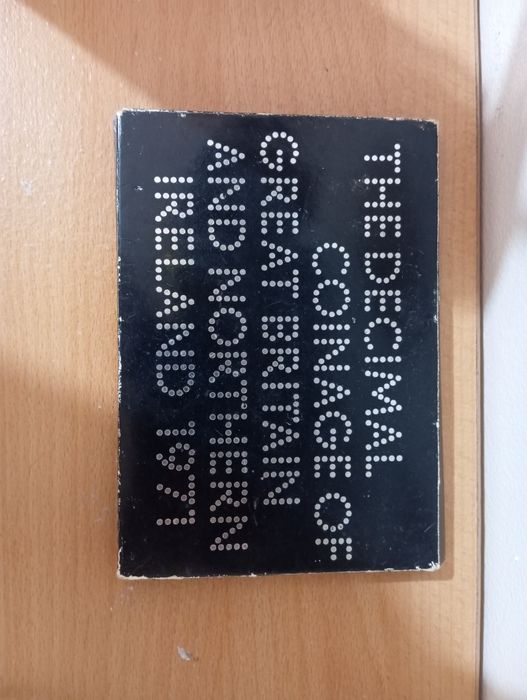 THE DECIMAL
COINAGE OF
GREAT BRITAIN
AND NORTHERN
IRELAND 1971